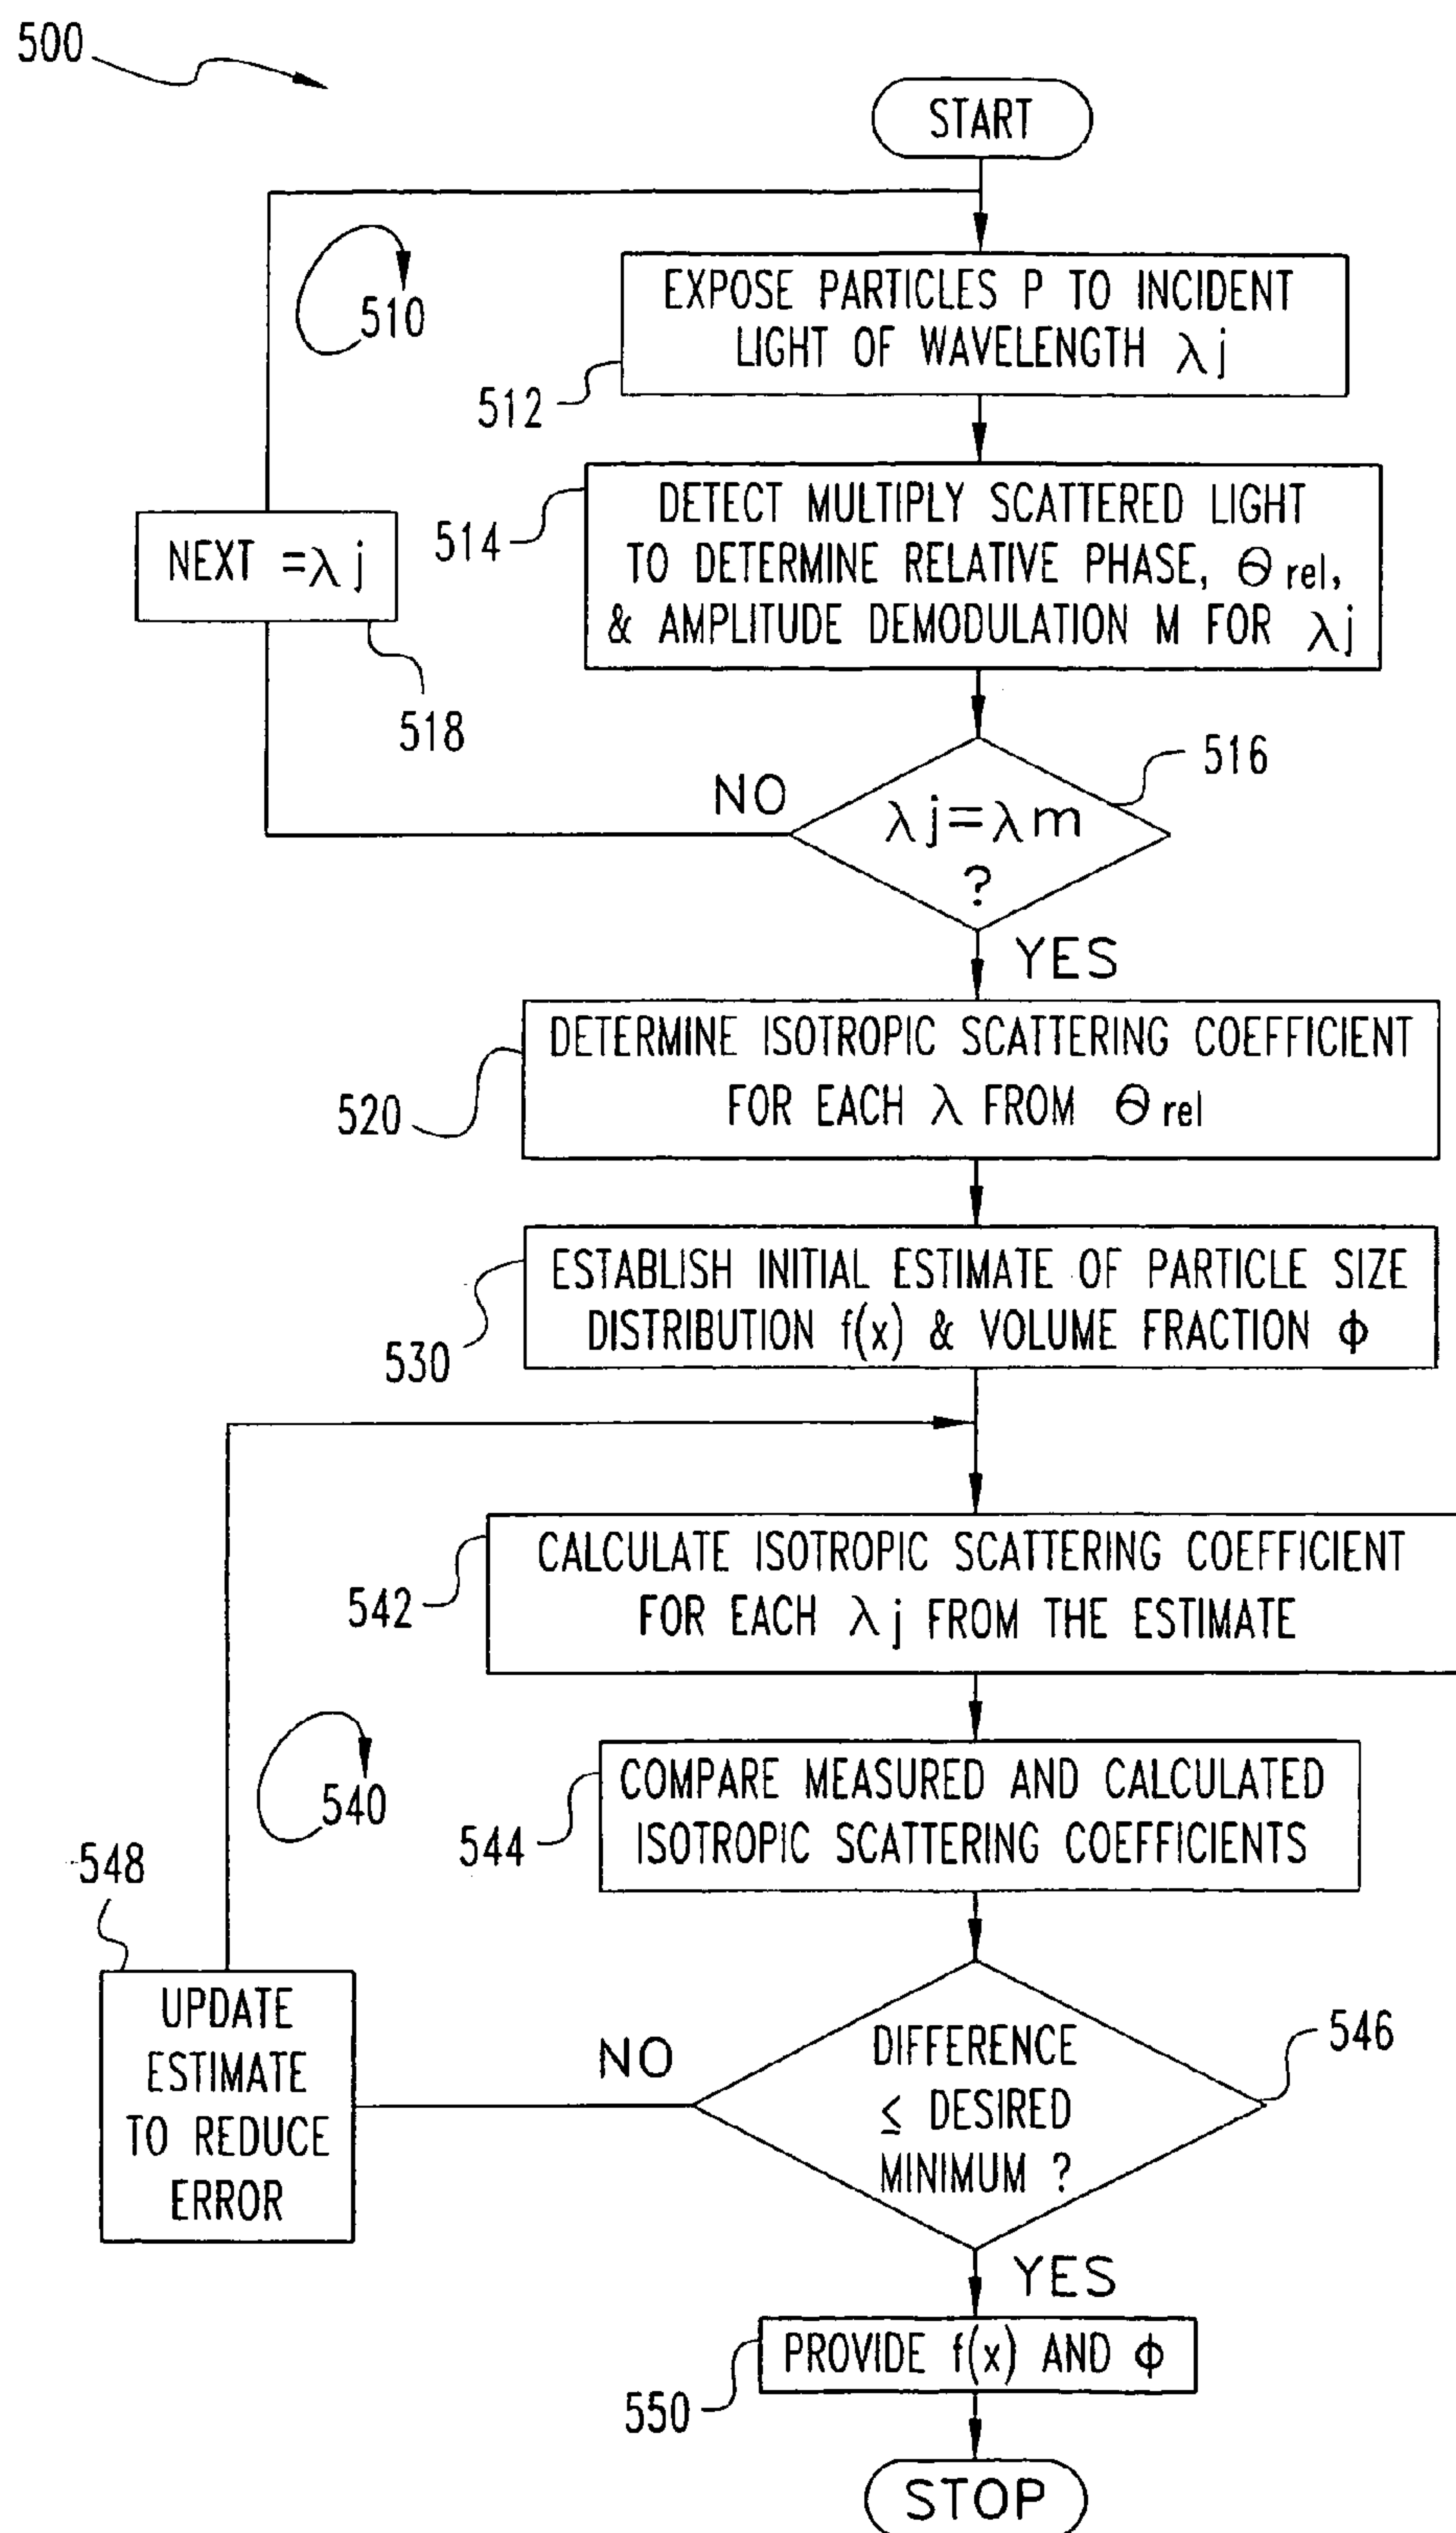 500
START
510
EXPOSE PARTICLES P TO INCIDENT
LIGHT OF WAVELENGTH λj
512
DETECT MULTIPLY SCATTERED LIGHT
TO DETERMINE RELATIVE PHASE, Θrel,
& AMPLITUDE DEMODULATION M FOR λj
514
NEXT =λj
518
516
NO
λj=λm
?
YES
DETERMINE ISOTROPIC SCATTERING COEFFICIENT
FOR EACH λ FROM Θrel
520
ESTABLISH INITIAL ESTIMATE OF PARTICLE SIZE
DISTRIBUTION f(x) & VOLUME FRACTION ϕ
530
CALCULATE ISOTROPIC SCATTERING COEFFICIENT
FOR EACH λj FROM THE ESTIMATE
542
COMPARE MEASURED AND CALCULATED
ISOTROPIC SCATTERING COEFFICIENTS
544
540
548
UPDATE
ESTIMATE
TO REDUCE
ERROR
NO
DIFFERENCE
≤ DESIRED
MINIMUM ?
546
YES
PROVIDE f(x) AND ϕ
550
STOP